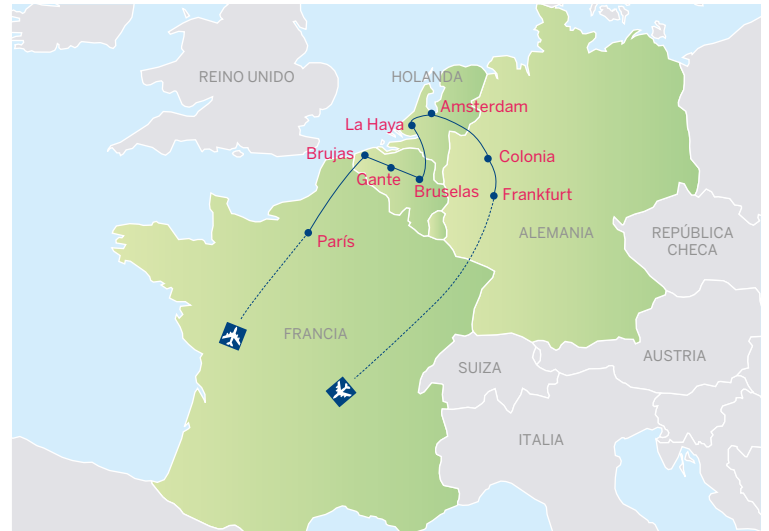 REINO UNIDO
HOLANDA
Amsterdam
La Haya
Brujas
Colonia
Gante
Bruselas
Frankfurt
París
ALEMANIA
REPÚBLICA
CHECA
FRANCIA
SUIZA
AUSTRIA
ITALIA